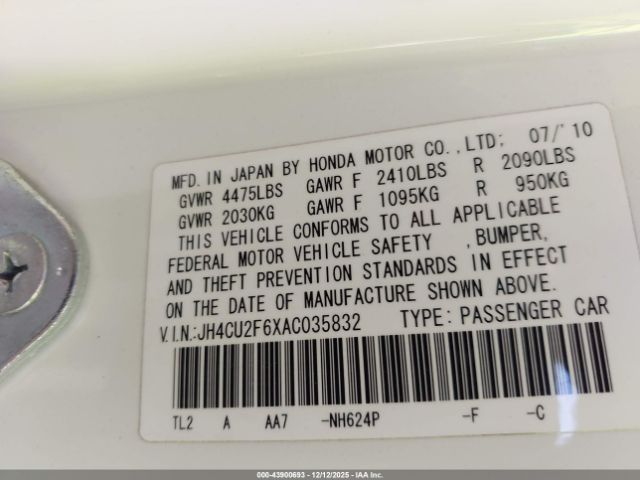 MFD. IN JAPAN BY HONDA MOTOR CO.,LTD; 07/'10
GVWR 4475LBS GAWR F 2410LBS R 2090LBS
GVWR 2030KG GAWR F 1095KG R 950KG
THIS VEHICLE CONFORMS TO ALL APPLICABLE
FEDERAL MOTOR VEHICLE SAFETY ,BUMPER,
AND THEFT PREVENTION STANDARDS IN EFFECT
ON THE DATE OF MANUFACTURE SHOWN ABOVE.
V.I.N.:JH4CU2F6XAC035832 TYPE: PASSENGER CAR
TL2 A AA7 -NH624P -F -C
000-43900693 - 12/12/2025 - IAAI.COM